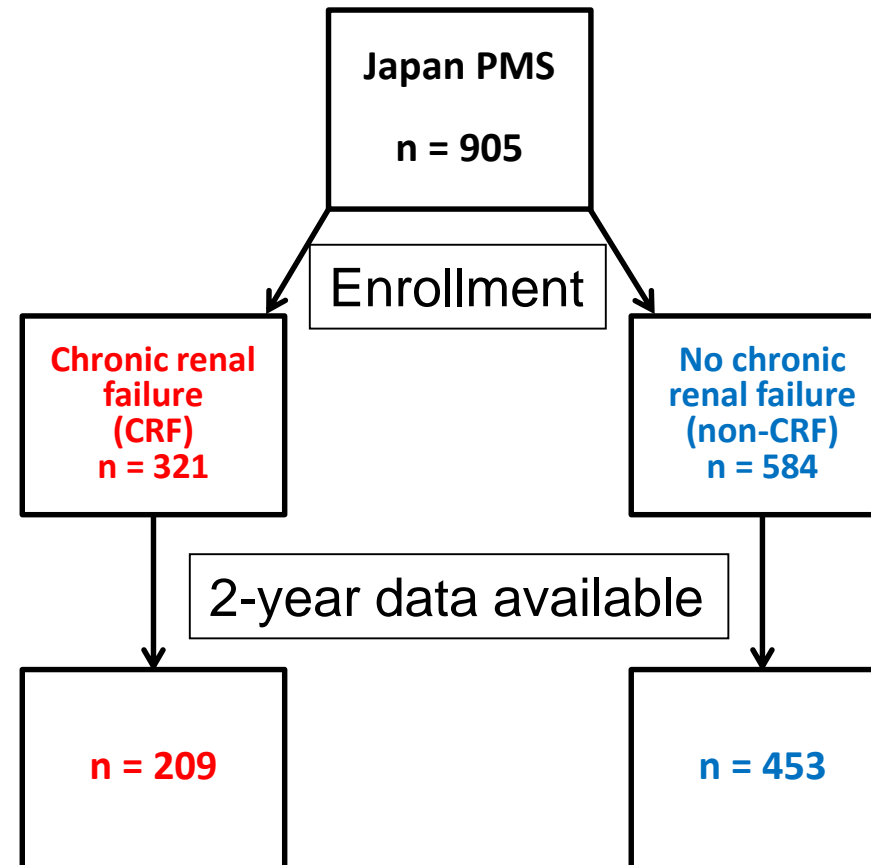 Japan PMS
n = 905
Enrollment
Chronic renal
failure
(CRF)
n = 321
No chronic
renal failure
(non-CRF)
n = 584
2-year data available
n = 209
n = 453